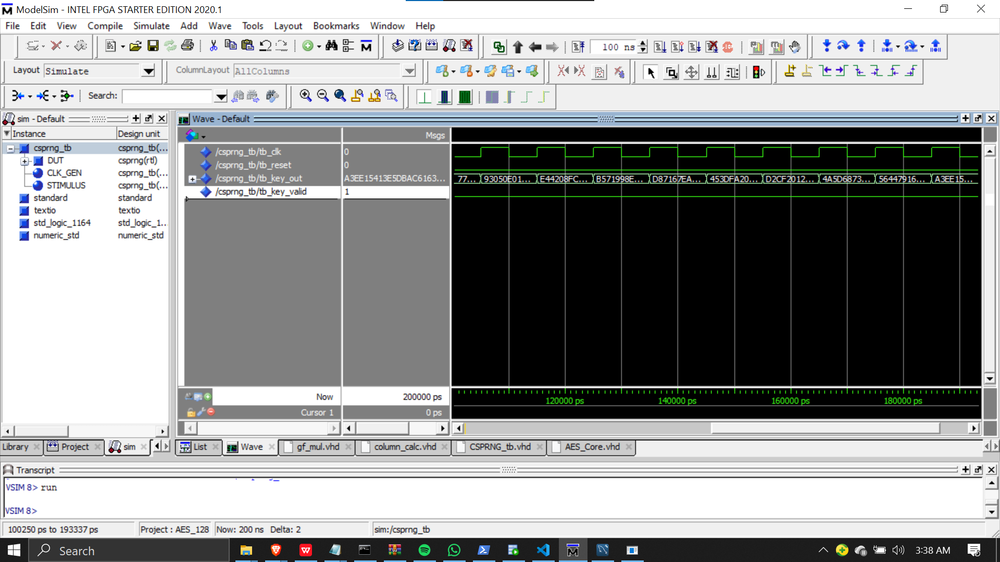 ModelSim - INTEL FPGA STARTER EDITION 2020.1
File Edit View Compile Simulate Add Wave Tools Layout Bookmarks Window Help
100 ns
Layout Simulate ColumnLayout AllColumns
Search:
sim - Default
Instance Design unit
csprng_tb csprng_tb(...
DUT csprng(rtl)
CLK_GEN csprng_tb(...
STIMULUS csprng_tb(...
standard standard
textio textio
std_logic_1164 std_logic_1...
numeric_std numeric_std
Wave - Default
Msgs
/csprng_tb/tb_clk 0
/csprng_tb/tb_reset 0
/csprng_tb/tb_key_out A3EE15413E5DBAC6163... 77... 93050E01... E44208FC... B571998E... D87167EA... 453DFA20... D2CF2012... 4A5D6873... 56447916... A3EE15...
/csprng_tb/tb_key_valid 1
Now 200000 ps
120000 ps 140000 ps 160000 ps 180000 ps
Cursor 1 0 ps
Library Project sim List Wave gf_mul.vhd column_calc.vhd CSPRNG_tb.vhd AES_Core.vhd
Transcript
VSIM 8> run
VSIM 8>
100250 ps to 193337 ps Project : AES_128 Now: 200 ns Delta: 2 sim:/csprng_tb
Search 3:38 AM